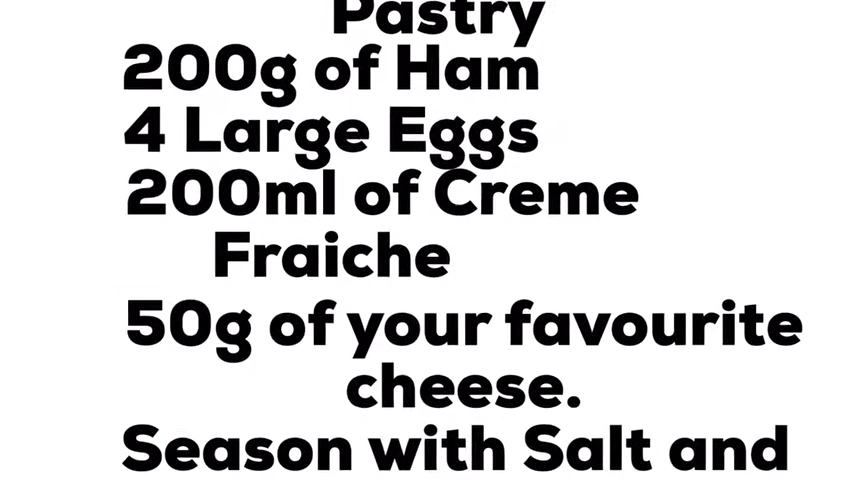 Pastry
200g of Ham
4 Large Eggs
200ml of Creme
Fraiche
50g of your favourite
cheese.
Season with Salt and